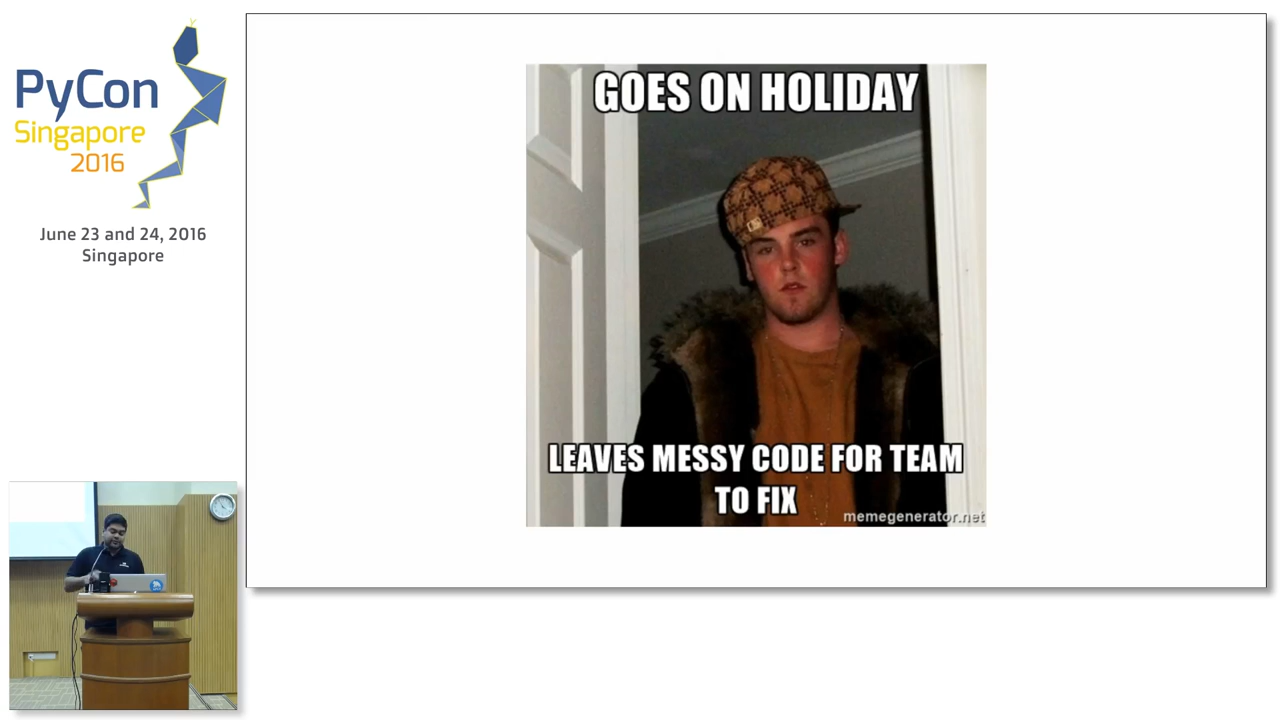 PyCon
Singapore
2016
June 23 and 24, 2016
Singapore
GOES ON HOLIDAY
LEAVES MESSY CODE FOR TEAM
TO FIX
memegenerator.net